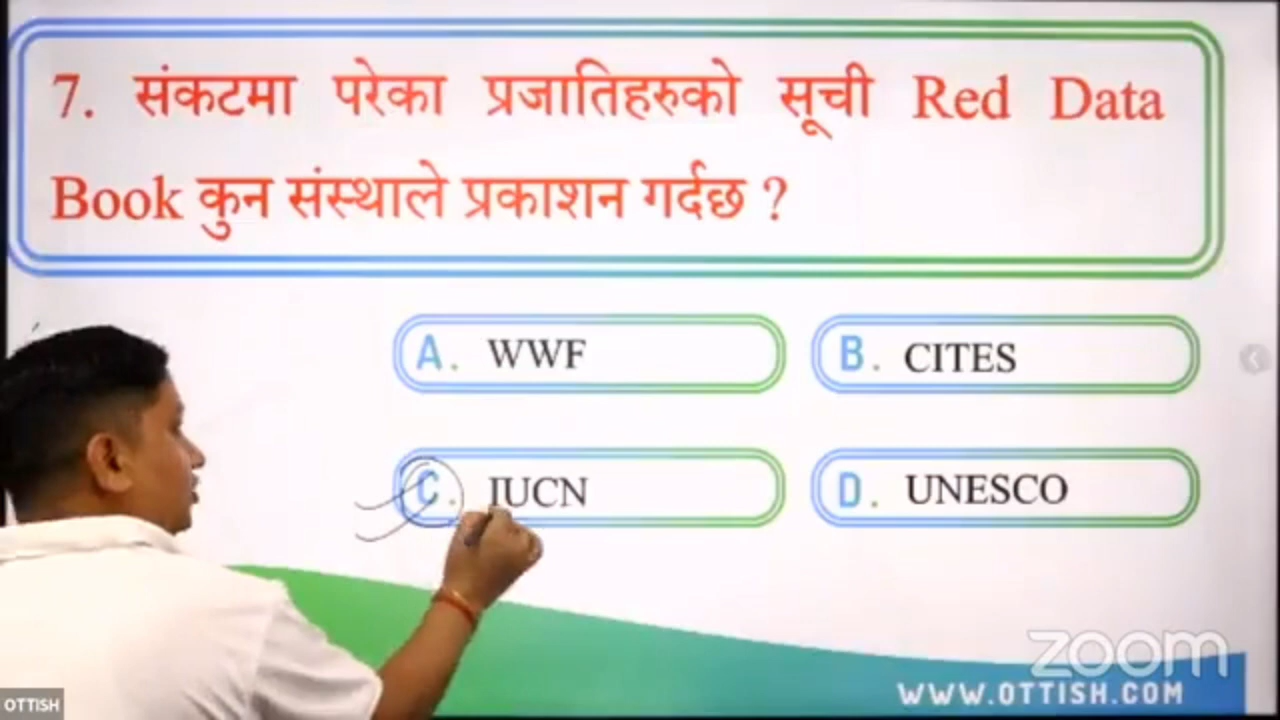 7. संकटमा परेका प्रजातिहरुको सूची Red Data
Book कुन संस्थाले प्रकाशन गर्दछ ?
A. WWF
B. CITES
C. IUCN
D. UNESCO
zoom
WWW.OTTISH.COM
OTTISH